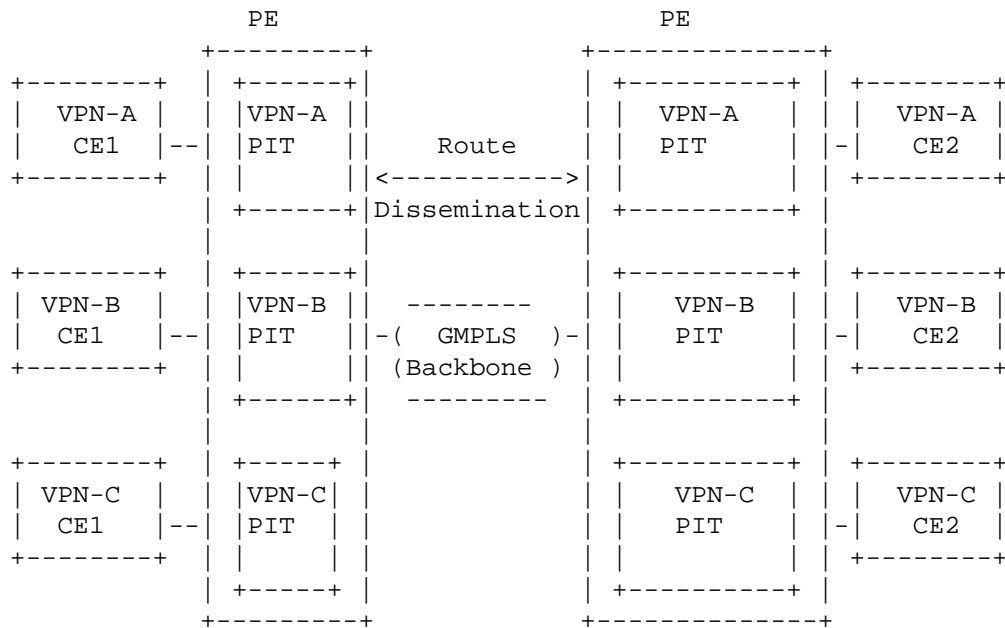 PE PE
VPN-A VPN-A VPN-A VPN-A
CE1 PIT Route PIT CE2
Dissemination
VPN-B VPN-B VPN-B VPN-B
CE1 PIT GMPLS PIT CE2
Backbone
VPN-C VPN-C VPN-C VPN-C
CE1 PIT PIT CE2